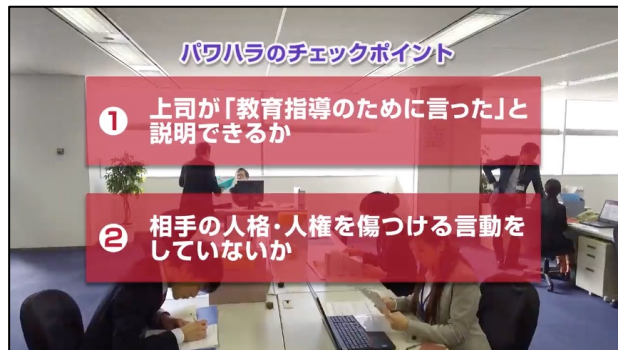 パワハラのチェックポイント
❶ 上司が「教育指導のために言った」と
説明できるか
❷ 相手の人格・人権を傷つける言動を
していないか